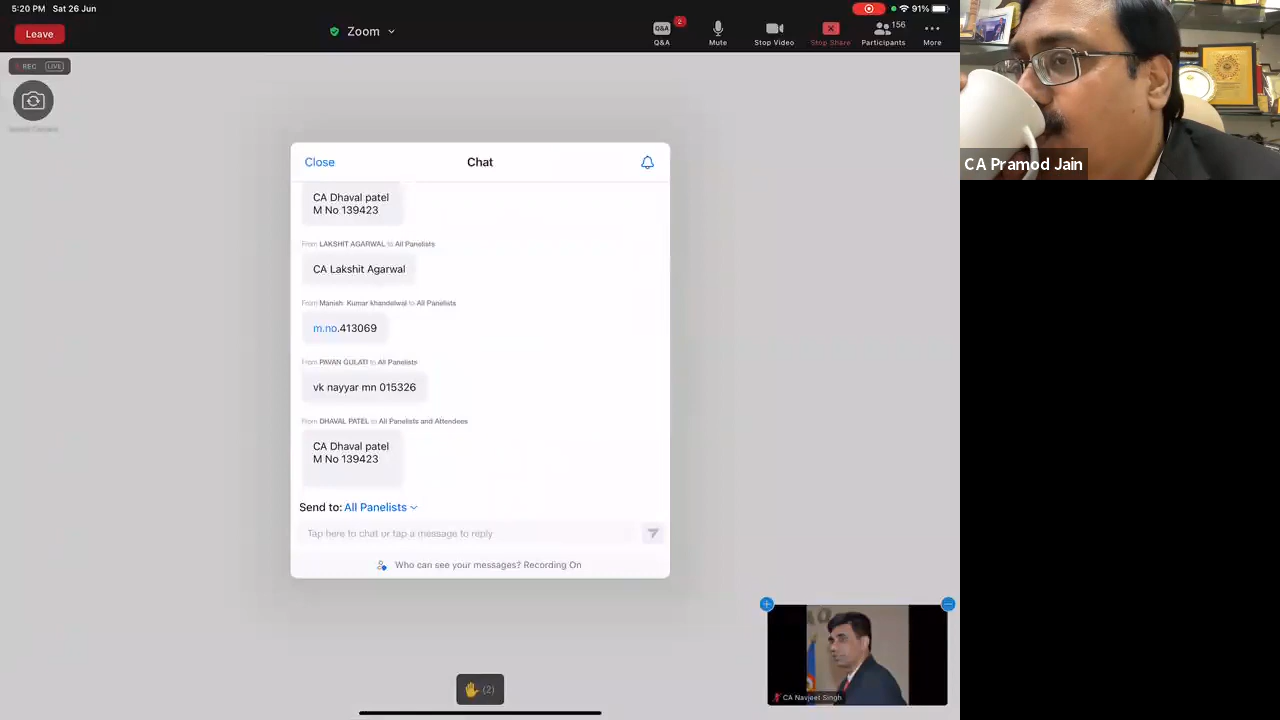 5:20 PM Sat 26 Jun
91%
Leave
Zoom
2
Q&A
Mute
Stop Video
Stop Share
156
Participants
More
REC LIVE
Close
Chat
CA Dhaval patel
M No 139423
From LAKSHIT AGARWAL to All Panelists
CA Lakshit Agarwal
From Manish Kumar khandelwal to All Panelists
m.no.413069
From PAVAN GULATI to All Panelists
vk nayyar mn 015326
From DHAVAL PATEL to All Panelists and Attendees
CA Dhaval patel
M No 139423
Send to: All Panelists
Tap here to chat or tap a message to reply
Who can see your messages? Recording On
(2)
CA Navjeet Singh
CA Pramod Jain